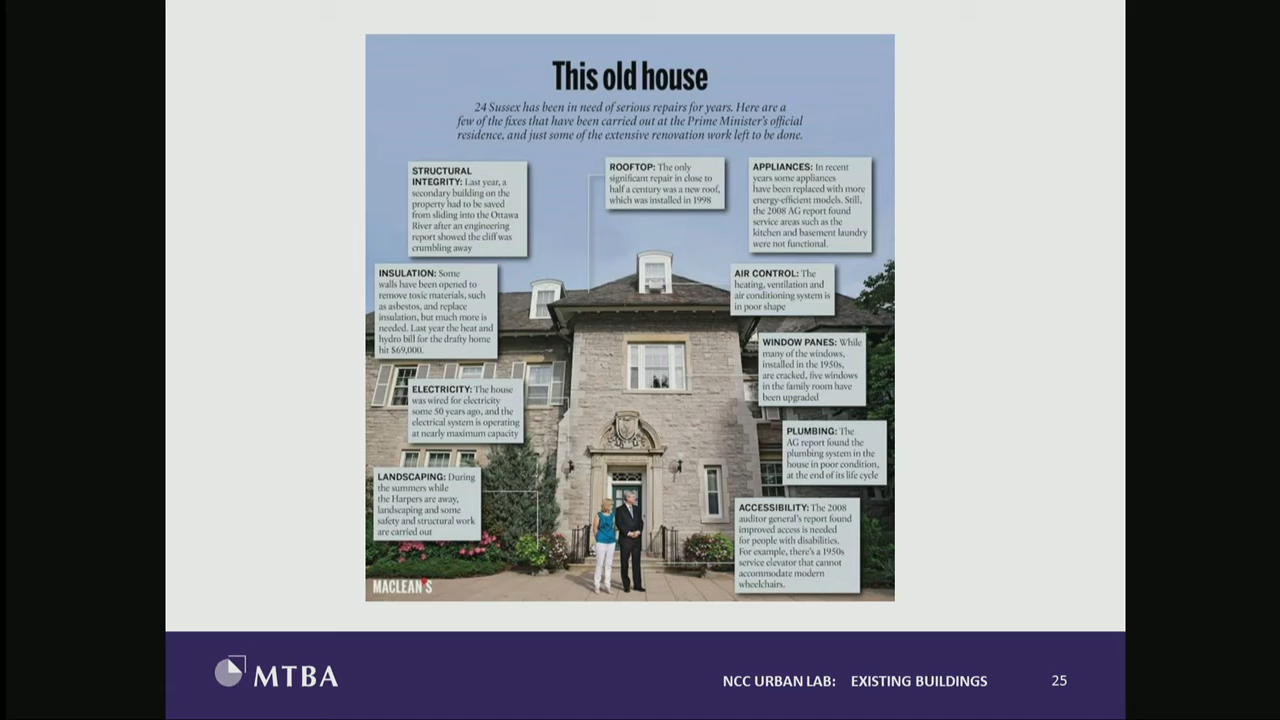 This old house
24 Sussex has been in need of serious repairs for years. Here are a
few of the fixes that have been carried out at the Prime Minister's official
residence, and just some of the extensive renovation work left to be done.
STRUCTURAL
INTEGRITY: Last year, a
secondary building on the
property had to be saved
from sliding into the Ottawa
River after an engineering
report showed the cliff was
crumbling away
ROOFTOP: The only
significant repair in close to
half a century was a new roof,
which was installed in 1998
APPLIANCES: In recent
years some appliances
have been replaced with more
energy-efficient models. Still,
the 2008 AG report found
service areas such as the
kitchen and basement laundry
were not functional.
INSULATION: Some
walls have been opened to
remove toxic materials, such
as asbestos, and replace
insulation, but much more is
needed. Last year the heat and
hydro bill for the drafty home
hit $69,000.
AIR CONTROL: The
heating, ventilation and
air conditioning system is
in poor shape
WINDOW PANES: While
many of the windows,
installed in the 1950s,
are cracked, five windows
in the family room have
been upgraded
ELECTRICITY: The house
was wired for electricity
some 50 years ago, and the
electrical system is operating
at nearly maximum capacity
PLUMBING: The
AG report found the
plumbing system in the
house in poor condition,
at the end of its life cycle
LANDSCAPING: During
the summers while
the Harpers are away,
landscaping and some
safety and structural work
are carried out
ACCESSIBILITY: The 2008
auditor general's report found
improved access is needed
for people with disabilities.
For example, there's a 1950s
service elevator that cannot
accommodate modern
wheelchairs.
MACLEAN'S
MTBA
NCC URBAN LAB: EXISTING BUILDINGS
25